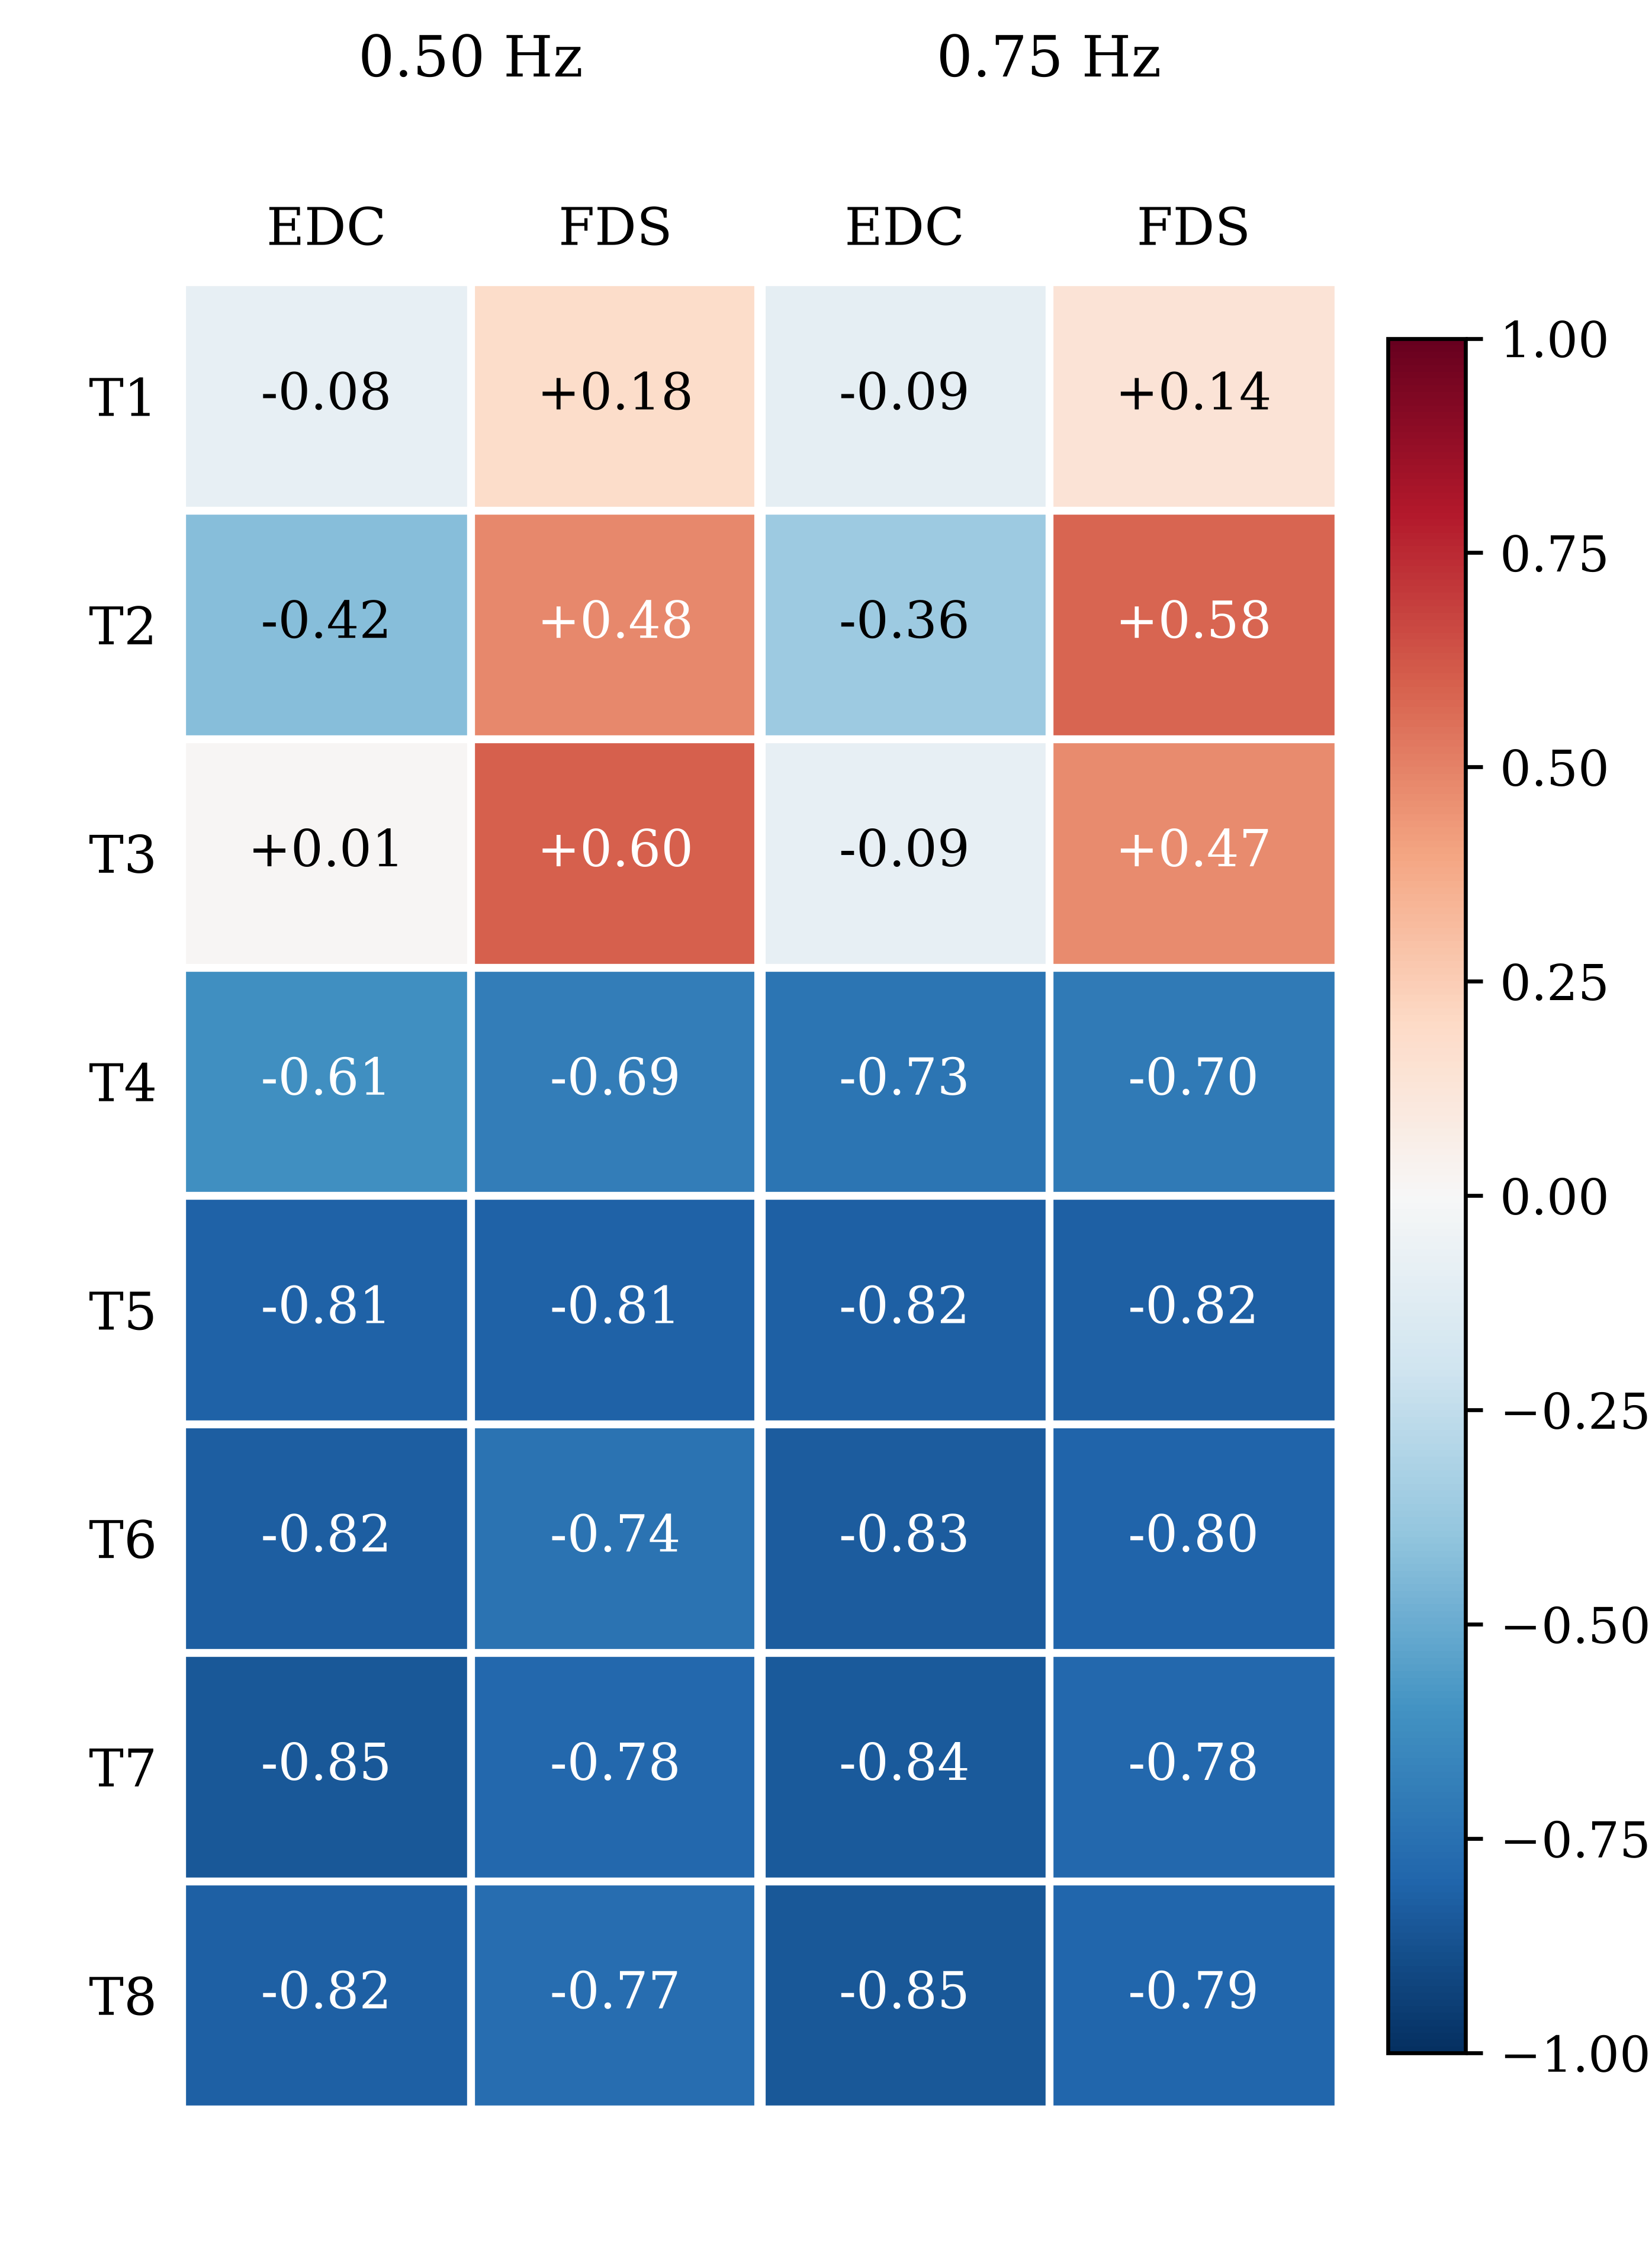 0.50 Hz 0.75 Hz
EDC FDS EDC FDS
T1 -0.08 +0.18 -0.09 +0.14
T2 -0.42 +0.48 -0.36 +0.58
T3 +0.01 +0.60 -0.09 +0.47
T4 -0.61 -0.69 -0.73 -0.70
T5 -0.81 -0.81 -0.82 -0.82
T6 -0.82 -0.74 -0.83 -0.80
T7 -0.85 -0.78 -0.84 -0.78
T8 -0.82 -0.77 -0.85 -0.79
1.00
0.75
0.50
0.25
0.00
−0.25
−0.50
−0.75
−1.00